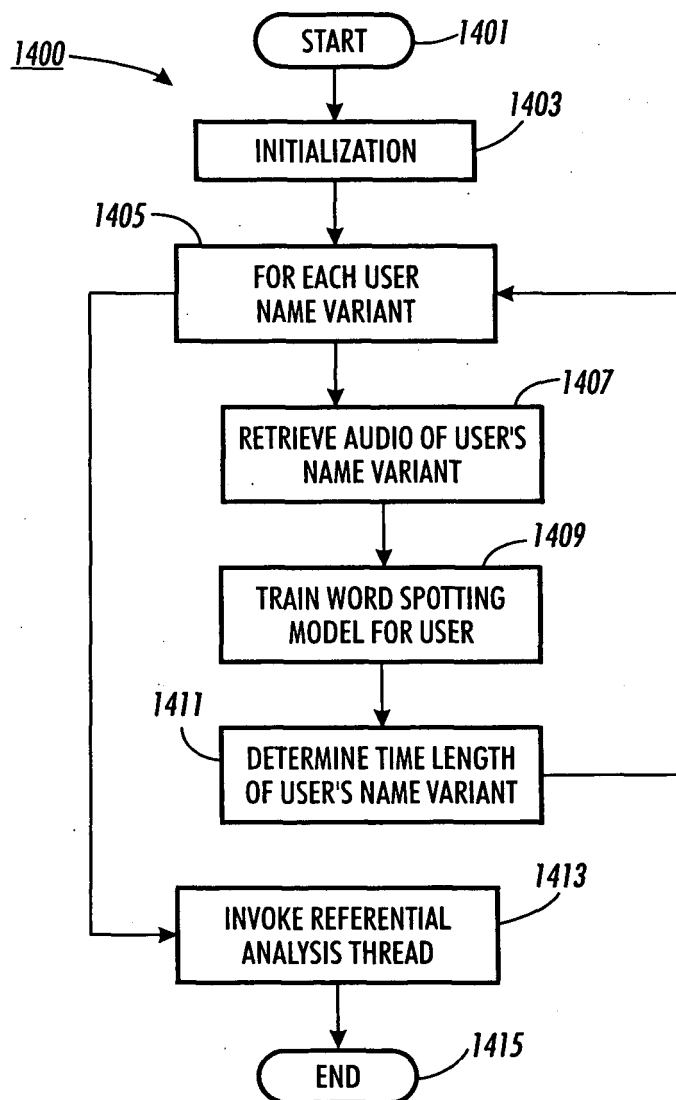 START
1401
1400
1403
INITIALIZATION
1405
FOR EACH USER
NAME VARIANT
1407
RETRIEVE AUDIO OF USER'S
NAME VARIANT
1409
TRAIN WORD SPOTTING
MODEL FOR USER
1411
DETERMINE TIME LENGTH
OF USER'S NAME VARIANT
1413
INVOKE REFERENTIAL
ANALYSIS THREAD
END
1415